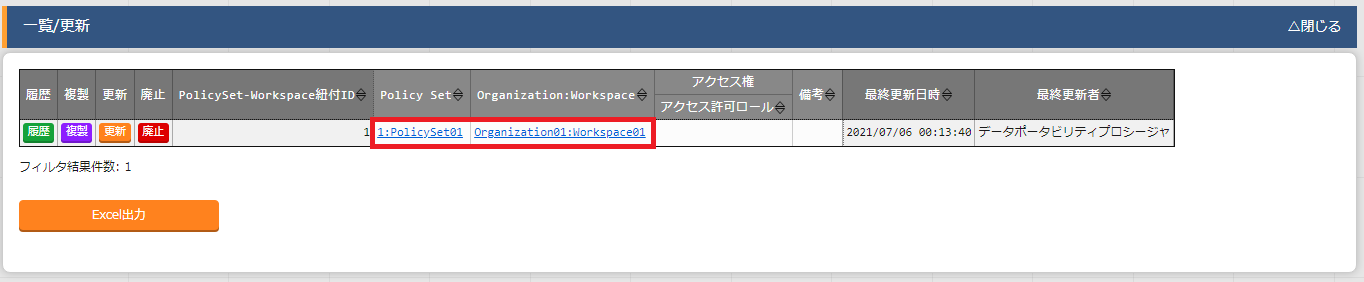 一覧/更新 △閉じる
履歴 複製 更新 廃止 PolicySet-Workspace紐付ID Policy Set Organization:Workspace アクセス権 備考 最終更新日時 最終更新者
アクセス許可ロール
履歴 複製 更新 廃止 1 1:PolicySet01 Organization01:Workspace01 2021/07/06 00:13:40 データポータビリティプロシージャ
フィルタ結果件数: 1
Excel出力